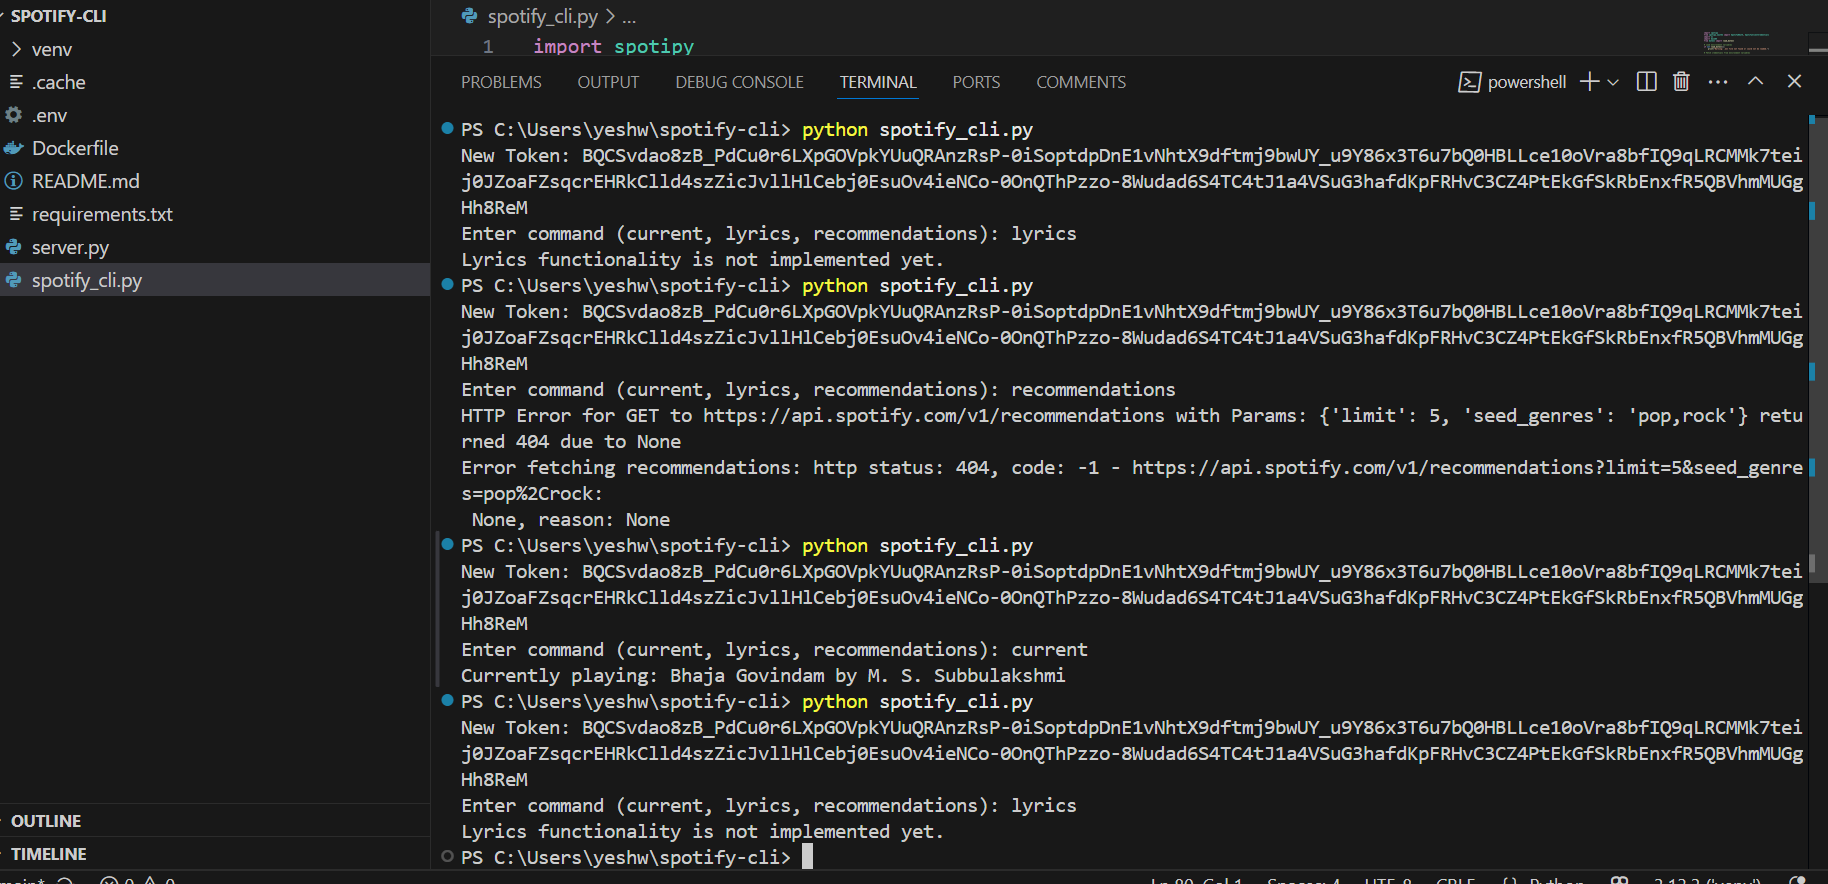 SPOTIFY-CLI
venv
.cache
.env
Dockerfile
README.md
requirements.txt
server.py
spotify_cli.py
OUTLINE
TIMELINE
spotify_cli.py > ...
1 import spotipy
PROBLEMS OUTPUT DEBUG CONSOLE TERMINAL PORTS COMMENTS powershell
PS C:\Users\yeshw\spotify-cli> python spotify_cli.py
New Token: BQCSvdao8zB_PdCu0r6LXpGOVpkYUuQRAnzRsP-0iSoptdpDnE1vNhtX9dftmj9bwUY_u9Y86x3T6u7bQ0HBLLce10oVra8bfIQ9qLRCMMk7tei
j0JZoaFZsqcrEHRkClld4szZicJvllHlCebj0EsuOv4ieNCo-0OnQThPzzo-8Wudad6S4TC4tJ1a4VSuG3hafdKpFRHvC3CZ4PtEkGfSkRbEnxfR5QBVhmMUGg
Hh8ReM
Enter command (current, lyrics, recommendations): lyrics
Lyrics functionality is not implemented yet.
PS C:\Users\yeshw\spotify-cli> python spotify_cli.py
New Token: BQCSvdao8zB_PdCu0r6LXpGOVpkYUuQRAnzRsP-0iSoptdpDnE1vNhtX9dftmj9bwUY_u9Y86x3T6u7bQ0HBLLce10oVra8bfIQ9qLRCMMk7tei
j0JZoaFZsqcrEHRkClld4szZicJvllHlCebj0EsuOv4ieNCo-0OnQThPzzo-8Wudad6S4TC4tJ1a4VSuG3hafdKpFRHvC3CZ4PtEkGfSkRbEnxfR5QBVhmMUGg
Hh8ReM
Enter command (current, lyrics, recommendations): recommendations
HTTP Error for GET to https://api.spotify.com/v1/recommendations with Params: {'limit': 5, 'seed_genres': 'pop,rock'} retu
rned 404 due to None
Error fetching recommendations: http status: 404, code: -1 - https://api.spotify.com/v1/recommendations?limit=5&seed_genre
s=pop%2Crock:
None, reason: None
PS C:\Users\yeshw\spotify-cli> python spotify_cli.py
New Token: BQCSvdao8zB_PdCu0r6LXpGOVpkYUuQRAnzRsP-0iSoptdpDnE1vNhtX9dftmj9bwUY_u9Y86x3T6u7bQ0HBLLce10oVra8bfIQ9qLRCMMk7tei
j0JZoaFZsqcrEHRkClld4szZicJvllHlCebj0EsuOv4ieNCo-0OnQThPzzo-8Wudad6S4TC4tJ1a4VSuG3hafdKpFRHvC3CZ4PtEkGfSkRbEnxfR5QBVhmMUGg
Hh8ReM
Enter command (current, lyrics, recommendations): current
Currently playing: Bhaja Govindam by M. S. Subbulakshmi
PS C:\Users\yeshw\spotify-cli> python spotify_cli.py
New Token: BQCSvdao8zB_PdCu0r6LXpGOVpkYUuQRAnzRsP-0iSoptdpDnE1vNhtX9dftmj9bwUY_u9Y86x3T6u7bQ0HBLLce10oVra8bfIQ9qLRCMMk7tei
j0JZoaFZsqcrEHRkClld4szZicJvllHlCebj0EsuOv4ieNCo-0OnQThPzzo-8Wudad6S4TC4tJ1a4VSuG3hafdKpFRHvC3CZ4PtEkGfSkRbEnxfR5QBVhmMUGg
Hh8ReM
Enter command (current, lyrics, recommendations): lyrics
Lyrics functionality is not implemented yet.
PS C:\Users\yeshw\spotify-cli>